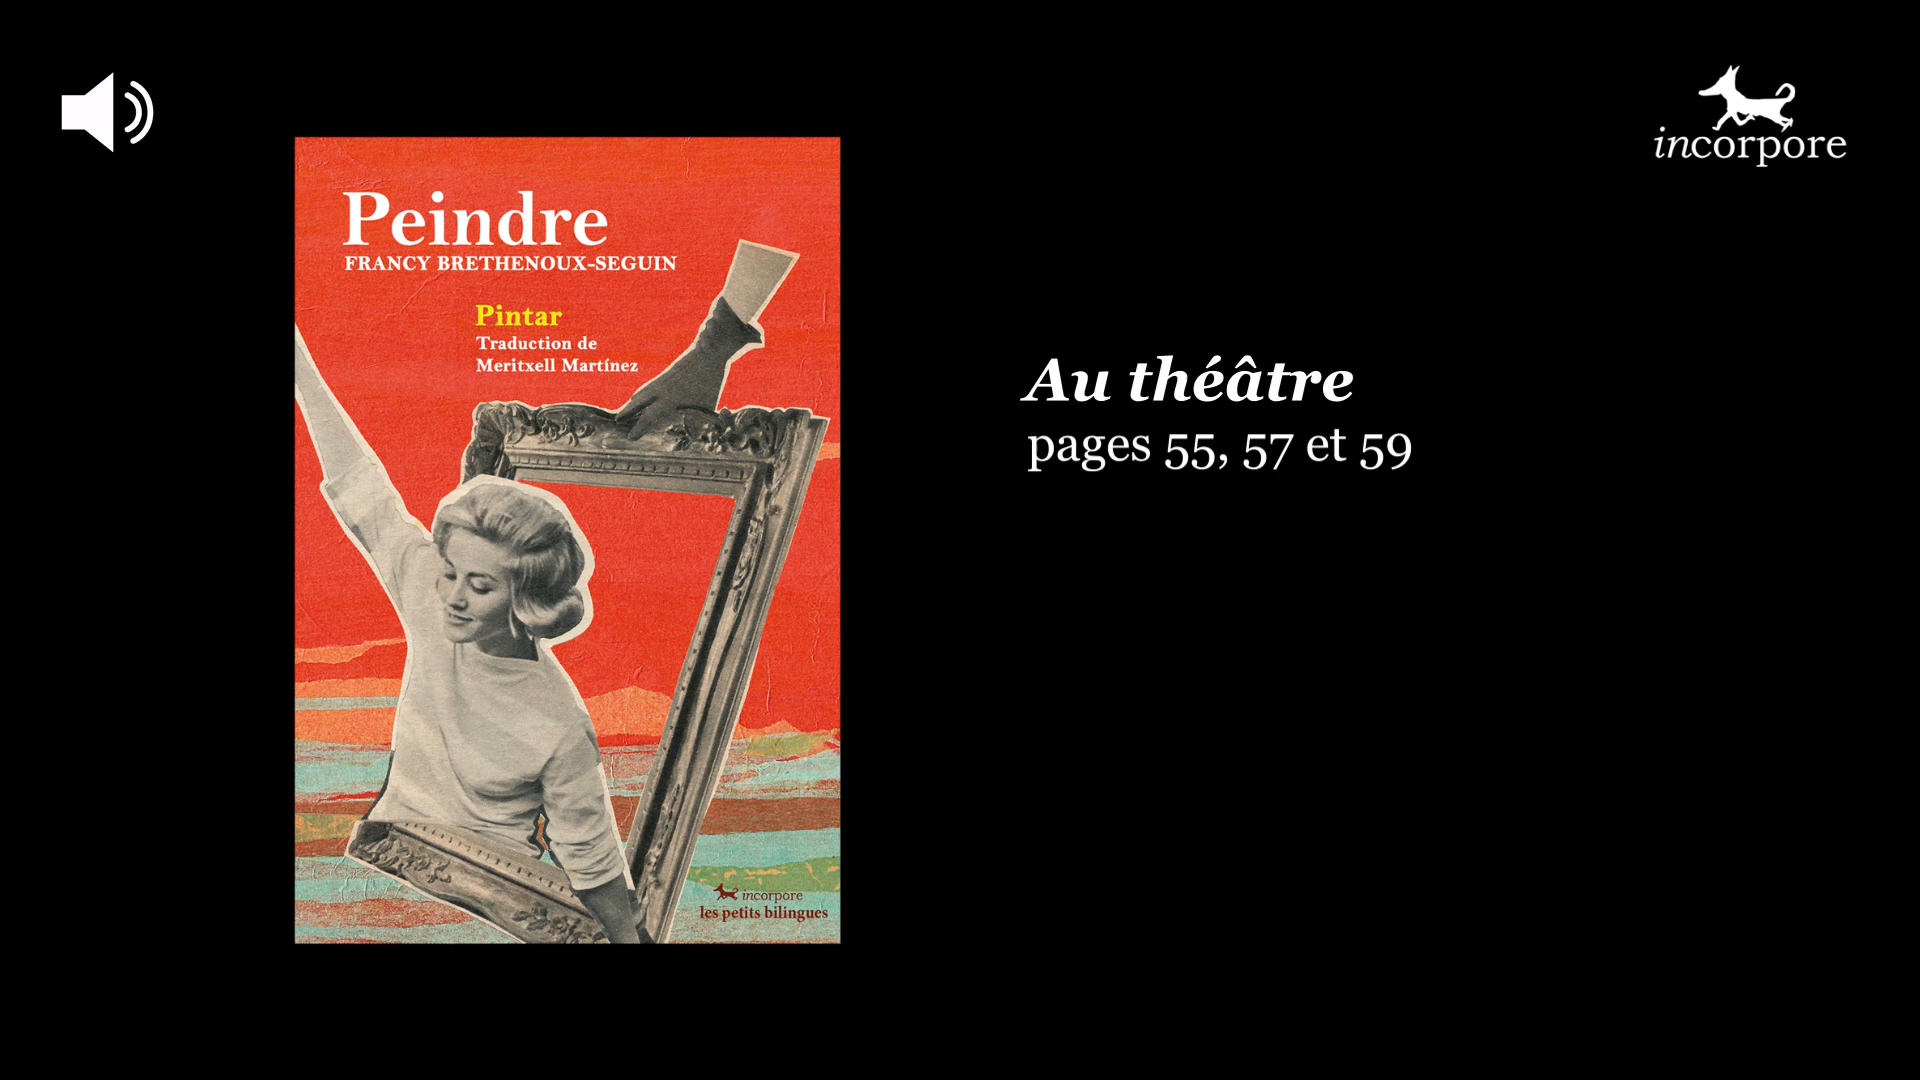 incorpore
Peindre
FRANCY BRETHENOUX-SEGUIN
Pintar
Traduction de
Meritxell Martínez
incorpore
les petits bilingues
Au théâtre
pages 55, 57 et 59